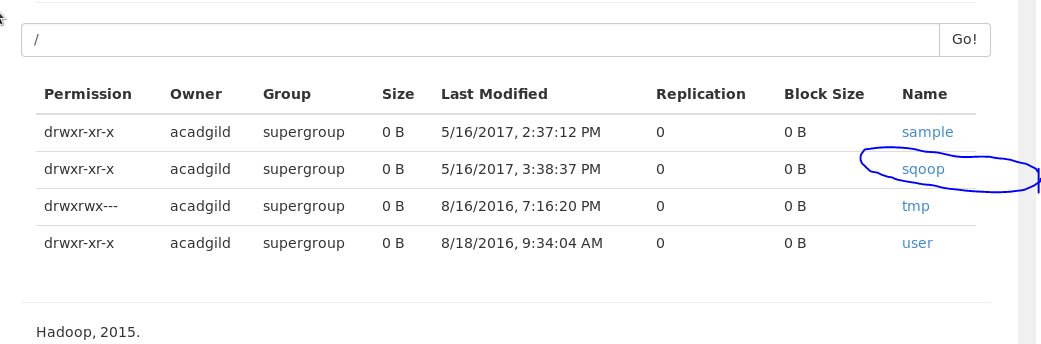 / Go!
Permission Owner Group Size Last Modified Replication Block Size Name
drwxr-xr-x acadgild supergroup 0 B 5/16/2017, 2:37:12 PM 0 0 B sample
drwxr-xr-x acadgild supergroup 0 B 5/16/2017, 3:38:37 PM 0 0 B sqoop
drwxrwx--- acadgild supergroup 0 B 8/16/2016, 7:16:20 PM 0 0 B tmp
drwxr-xr-x acadgild supergroup 0 B 8/18/2016, 9:34:04 AM 0 0 B user
Hadoop, 2015.